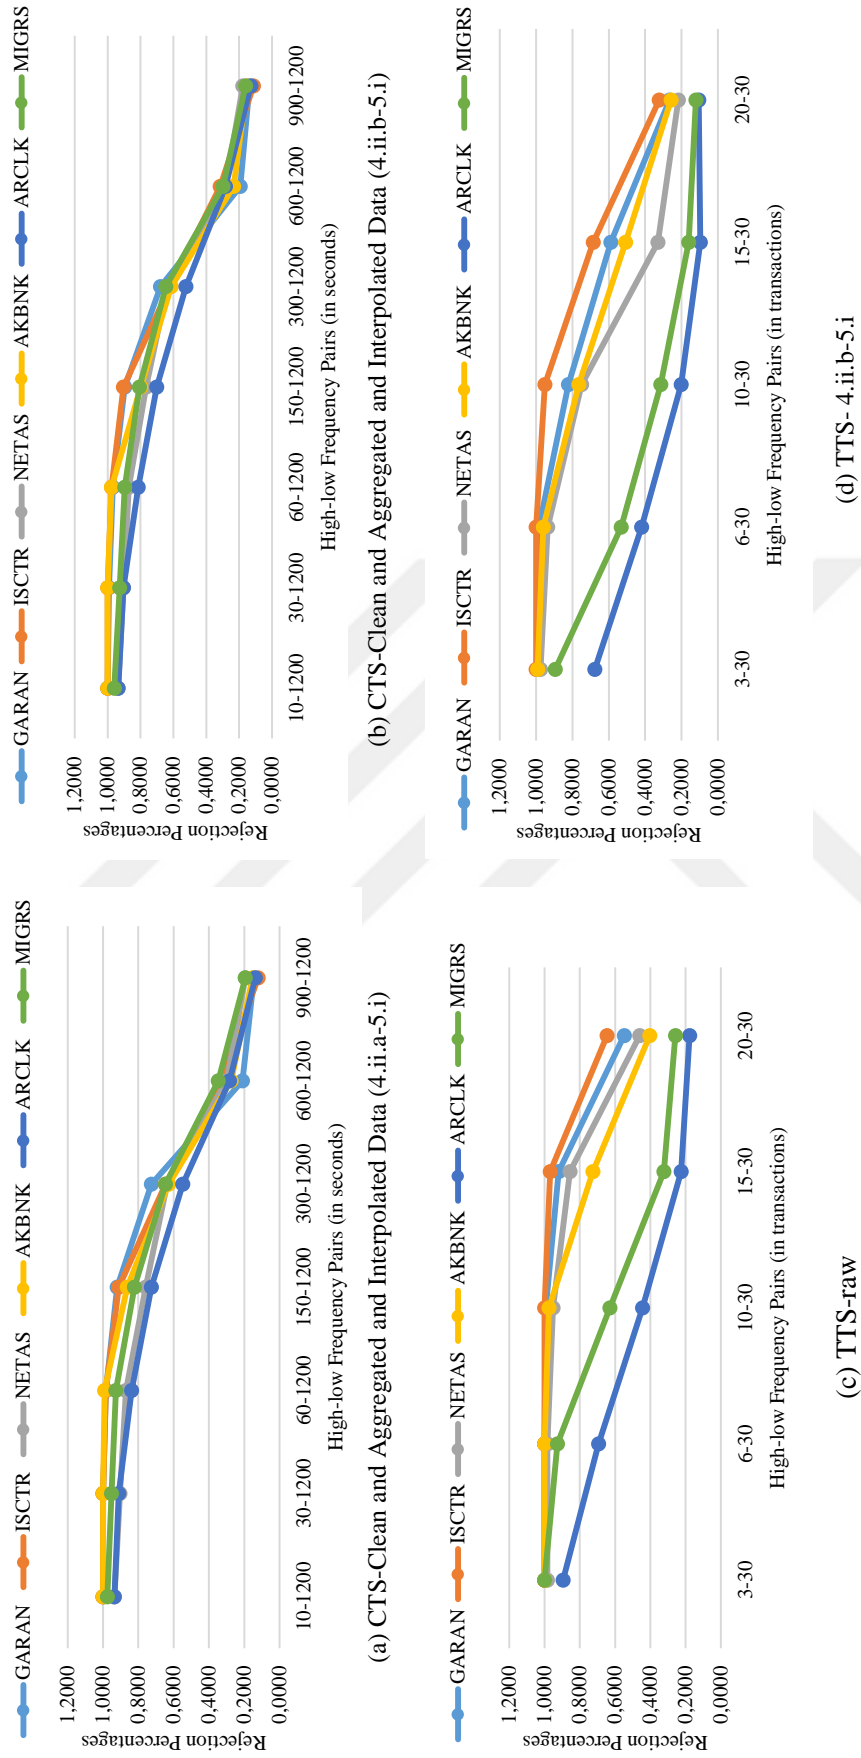 GARAN ISCTR NETAS AKBNK ARCLK MIGRS
1,2000
1,0000
0,8000
0,6000
0,4000
0,2000
0,0000
Rejection Percentages
10-1200 30-1200 60-1200 150-1200 300-1200 600-1200 900-1200
High-low Frequency Pairs (in seconds)
(a) CTS-Clean and Aggregated and Interpolated Data (4.ii.a-5.i)
GARAN ISCTR NETAS AKBNK ARCLK MIGRS
1,2000
1,0000
0,8000
0,6000
0,4000
0,2000
0,0000
Rejection Percentages
10-1200 30-1200 60-1200 150-1200 300-1200 600-1200 900-1200
High-low Frequency Pairs (in seconds)
(b) CTS-Clean and Aggregated and Interpolated Data (4.ii.b-5.i)
GARAN ISCTR NETAS AKBNK ARCLK MIGRS
1,2000
1,0000
0,8000
0,6000
0,4000
0,2000
0,0000
Rejection Percentages
3-30 6-30 10-30 15-30 20-30
High-low Frequency Pairs (in transactions)
(c) TTS-raw
GARAN ISCTR NETAS AKBNK ARCLK MIGRS
1,2000
1,0000
0,8000
0,6000
0,4000
0,2000
0,0000
Rejection Percentages
3-30 6-30 10-30 15-30 20-30
High-low Frequency Pairs (in transactions)
(d) TTS- 4.ii.b-5.i